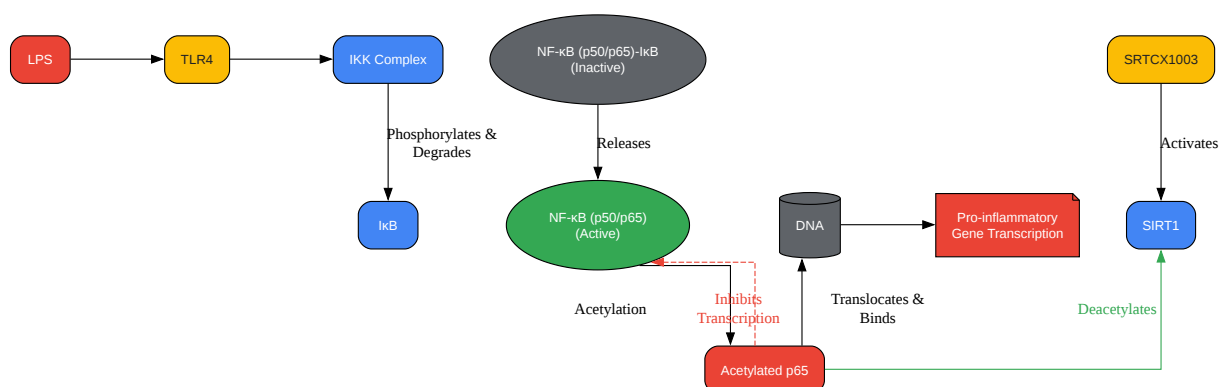 LPS
TLR4
IKK Complex
NF-κB (p50/p65)-IκB
(Inactive)
SRTCX1003
Phosphorylates &
Degrades
Releases
Activates
IκB
NF-κB (p50/p65)
(Active)
DNA
Pro-inflammatory
Gene Transcription
SIRT1
Acetylation
Inhibits
Transcription
Translocates &
Binds
Deacetylates
Acetylated p65